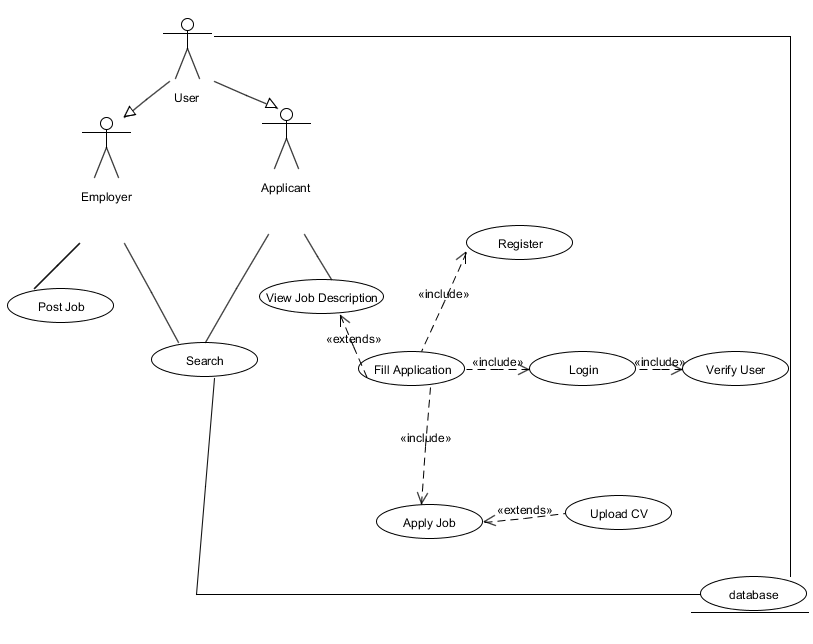 User
Employer
Applicant
Register
Post Job
View Job Description
«include»
«extends»
Search
Fill Application
«include»
Login
«include»
Verify User
«include»
Apply Job
«extends»
Upload CV
database